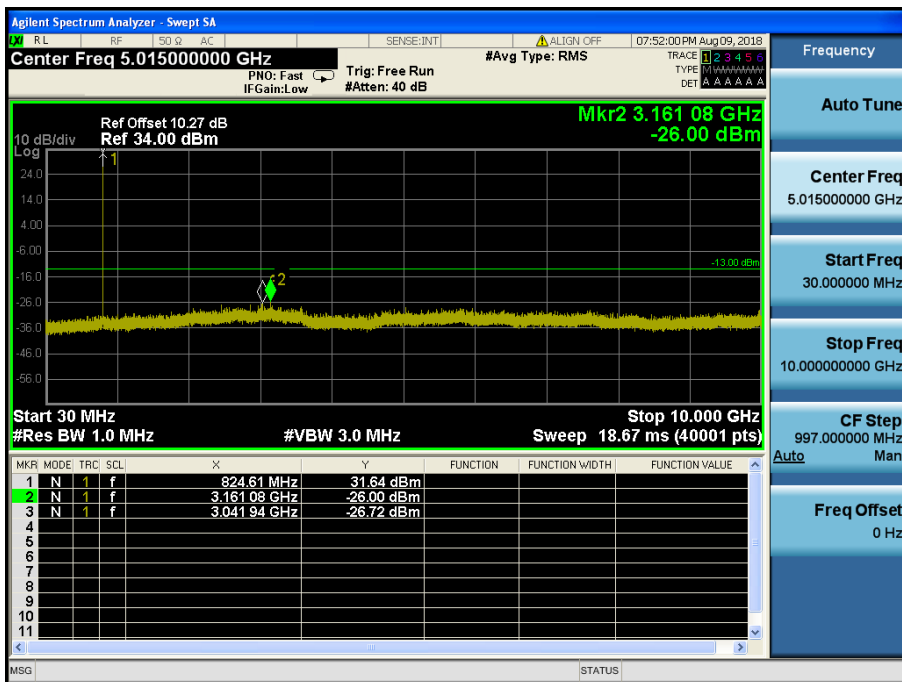 Agilent Spectrum Analyzer - Swept SA
LXI RL RF 50 Ω AC SENSE:INT ALIGN OFF 07:52:00 PM Aug 09, 2018
Center Freq 5.015000000 GHz
PNO: Fast
IFGain:Low
Trig: Free Run
#Atten: 40 dB
#Avg Type: RMS
TRACE 1 2 3 4 5 6
TYPE M
DET A A A A A A
Mkr2 3.161 08 GHz
-26.00 dBm
Ref Offset 10.27 dB
10 dB/div Ref 34.00 dBm
Log
1
24.0
14.0
4.00
-6.00
-13.00 dBm
-16.0
2
-26.0
-36.0
-46.0
-56.0
Start 30 MHz Stop 10.000 GHz
#Res BW 1.0 MHz #VBW 3.0 MHz Sweep 18.67 ms (40001 pts)
MKR MODE TRC SCL X Y FUNCTION FUNCTION WIDTH FUNCTION VALUE
1 N 1 f 824.61 MHz 31.64 dBm
2 N 1 f 3.161 08 GHz -26.00 dBm
3 N 1 f 3.041 94 GHz -26.72 dBm
4
5
6
7
8
9
10
11
MSG STATUS
Frequency
Auto Tune
Center Freq
5.015000000 GHz
Start Freq
30.000000 MHz
Stop Freq
10.000000000 GHz
CF Step
997.000000 MHz
Auto Man
Freq Offset
0 Hz